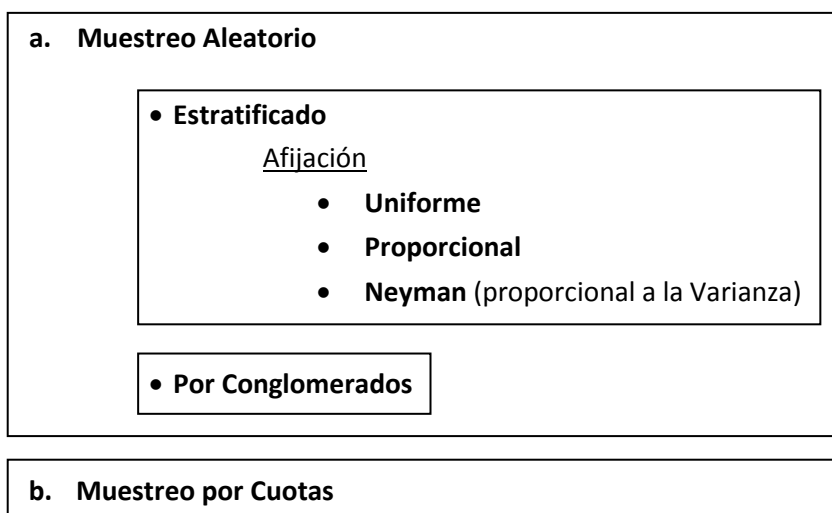 a. Muestreo Aleatorio
• Estratificado
Afijación
• Uniforme
• Proporcional
• Neyman (proporcional a la Varianza)
• Por Conglomerados
b. Muestreo por Cuotas